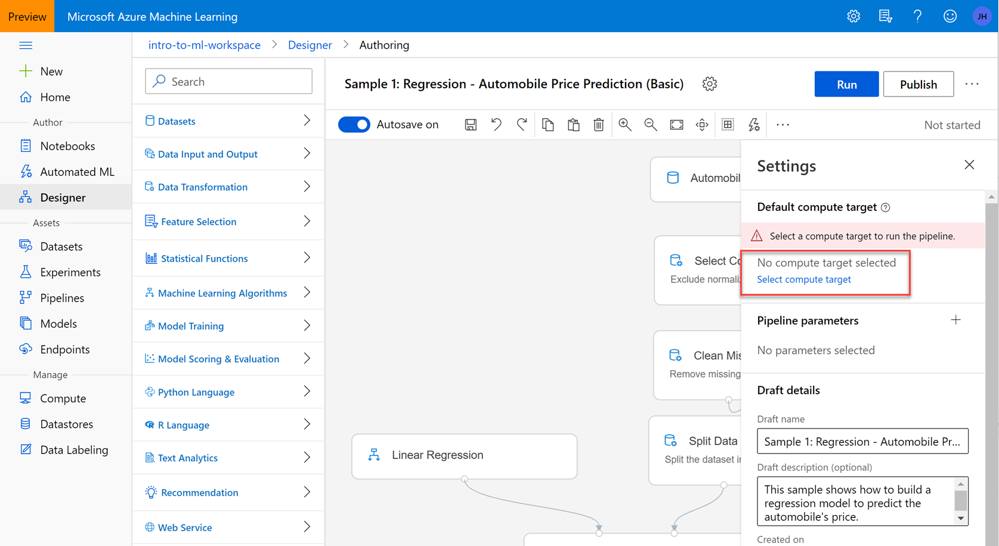 Preview
Microsoft Azure Machine Learning
JH
intro-to-ml-workspace > Designer > Authoring
New
Home
Author
Notebooks
Automated ML
Designer
Assets
Datasets
Experiments
Pipelines
Models
Endpoints
Manage
Compute
Datastores
Data Labeling
Search
Datasets
Data Input and Output
Data Transformation
Feature Selection
Statistical Functions
Machine Learning Algorithms
Model Training
Model Scoring & Evaluation
Python Language
R Language
Text Analytics
Recommendation
Web Service
Sample 1: Regression - Automobile Price Prediction (Basic)
Run
Publish
Autosave on
Not started
Automobil
Select Co
Exclude normaliz
Clean Mis
Remove missing
Split Data
Split the dataset in
Linear Regression
Settings
Default compute target
Select a compute target to run the pipeline.
No compute target selected
Select compute target
Pipeline parameters
No parameters selected
Draft details
Draft name
Sample 1: Regression - Automobile Pr...
Draft description (optional)
This sample shows how to build a
regression model to predict the
automobile's price.
Created on